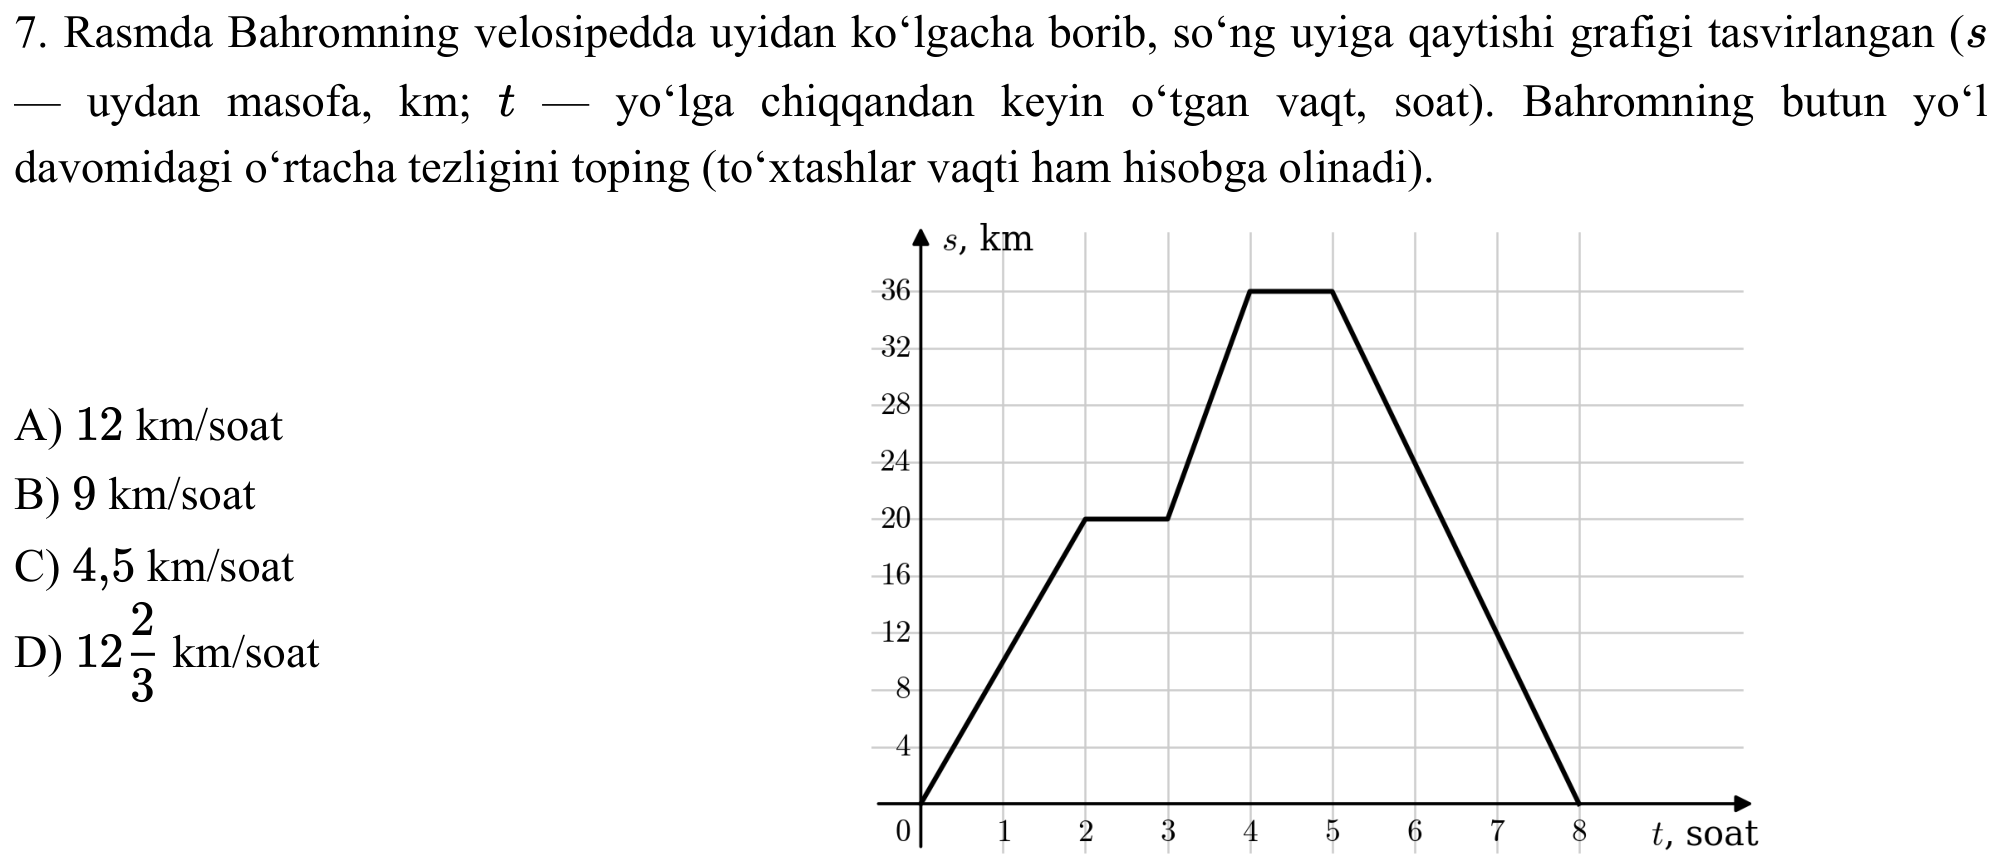 7. Rasmda Bahromning velosipedda uyidan ko‘lgacha borib, so‘ng uyiga qaytishi grafigi tasvirlangan (s
— uydan masofa, km; t — yo‘lga chiqqandan keyin o‘tgan vaqt, soat). Bahromning butun yo‘l
davomidagi o‘rtacha tezligini toping (to‘xtashlar vaqti ham hisobga olinadi).
A) 12 km/soat
B) 9 km/soat
C) 4,5 km/soat
D) 12 2/3 km/soat
s, km
36
32
28
24
20
16
12
8
4
0 1 2 3 4 5 6 7 8 t, soat